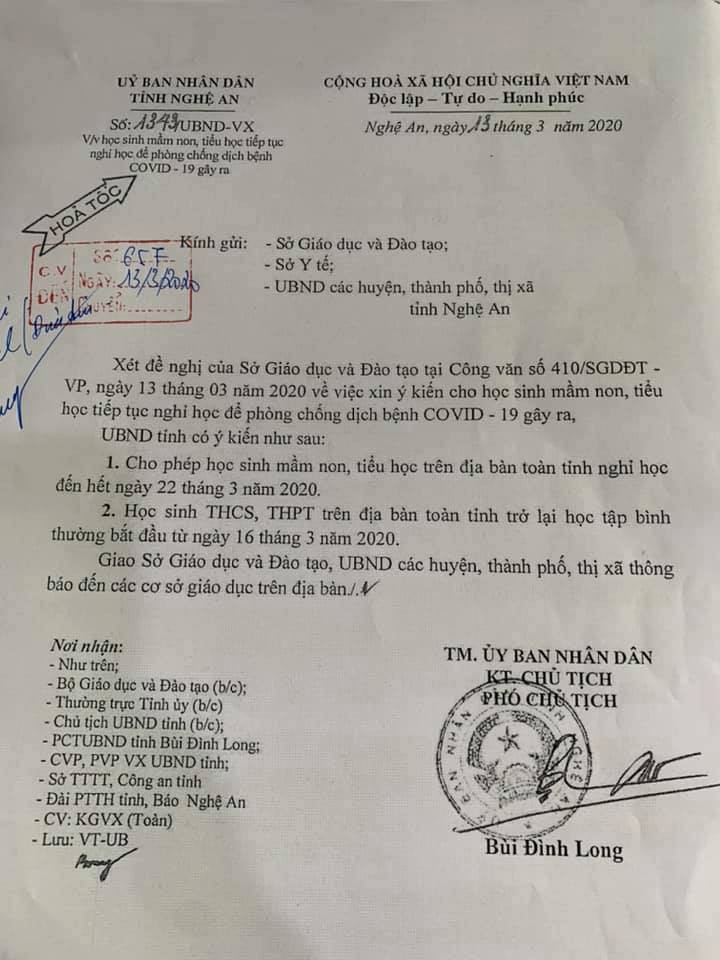 UỶ BAN NHÂN DÂN
TỈNH NGHỆ AN
CỘNG HOÀ XÃ HỘI CHỦ NGHĨA VIỆT NAM
Độc lập – Tự do – Hạnh phúc
Số: 1343/UBND-VX
V/v học sinh mầm non, tiểu học tiếp tục
nghỉ học để phòng chống dịch bệnh
COVID - 19 gây ra
Nghệ An, ngày 13 tháng 3 năm 2020
HOẢ TỐC
C.V
ĐẾN
SỐ: 657
NGÀY: 13/3/2020
CHUYỂN:
Kính gửi: - Sở Giáo dục và Đào tạo;
- Sở Y tế;
- UBND các huyện, thành phố, thị xã
tỉnh Nghệ An
Xét đề nghị của Sở Giáo dục và Đào tạo tại Công văn số 410/SGDĐT -
VP, ngày 13 tháng 03 năm 2020 về việc xin ý kiến cho học sinh mầm non, tiểu
học tiếp tục nghỉ học để phòng chống dịch bệnh COVID - 19 gây ra,
UBND tỉnh có ý kiến như sau:
1. Cho phép học sinh mầm non, tiểu học trên địa bàn toàn tỉnh nghỉ học
đến hết ngày 22 tháng 3 năm 2020.
2. Học sinh THCS, THPT trên địa bàn toàn tỉnh trở lại học tập bình
thường bắt đầu từ ngày 16 tháng 3 năm 2020.
Giao Sở Giáo dục và Đào tạo, UBND các huyện, thành phố, thị xã thông
báo đến các cơ sở giáo dục trên địa bàn./.
Nơi nhận:
- Như trên;
- Bộ Giáo dục và Đào tạo (b/c);
- Thường trực Tỉnh ủy (b/c)
- Chủ tịch UBND tỉnh (b/c);
- PCTUBND tỉnh Bùi Đình Long;
- CVP, PVP VX UBND tỉnh;
- Sở TTTT, Công an tỉnh
- Đài PTTH tỉnh, Báo Nghệ An
- CV: KGVX (Toàn)
- Lưu: VT-UB
TM. ỦY BAN NHÂN DÂN
KT. CHỦ TỊCH
PHÓ CHỦ TỊCH
Bùi Đình Long